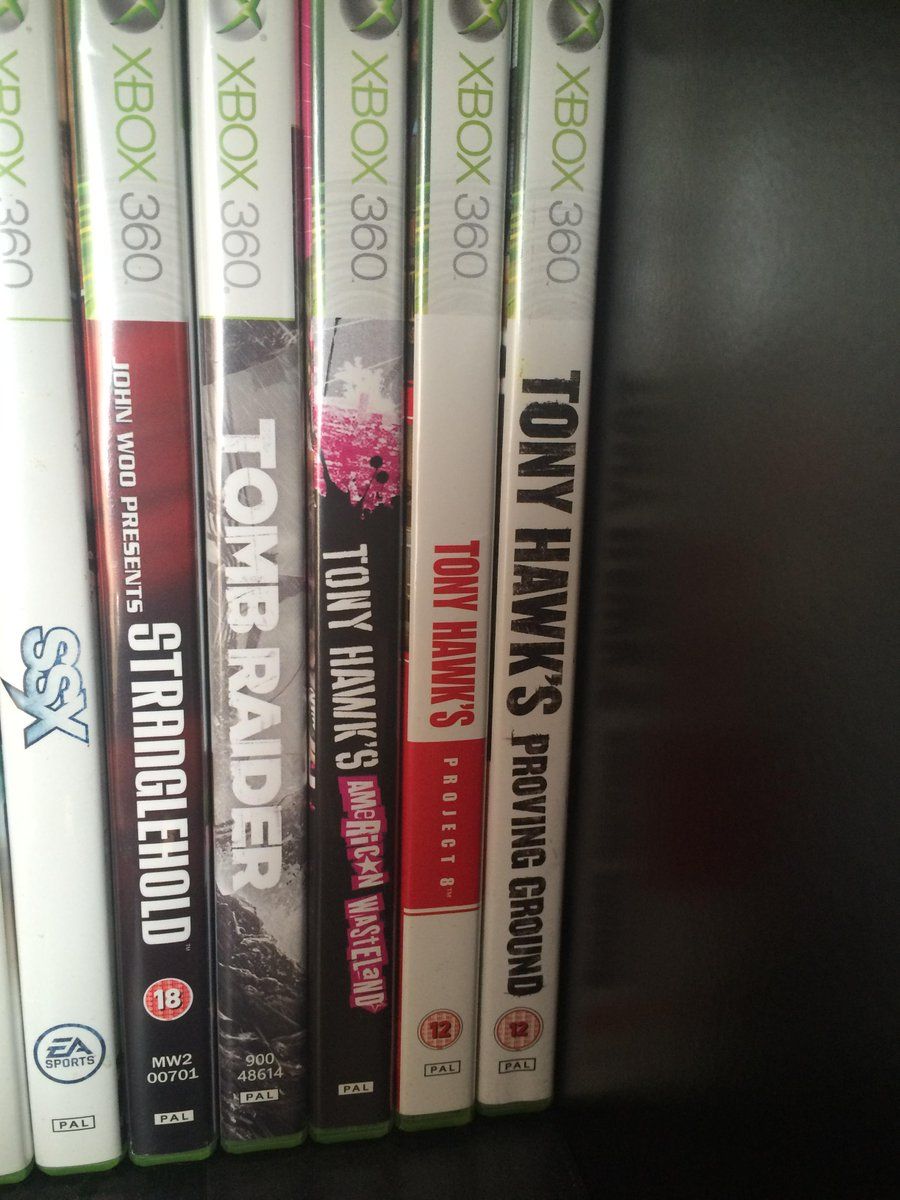 XBOX 360
SSX
EA
SPORTS
PAL
XBOX 360
JOHN WOO PRESENTS
STRANGLEHOLD™
18
MW2
00701
PAL
XBOX 360
TOMB RAIDER
900
48614
PAL
XBOX 360
TONY HAWK'S
AMERICAN WASTELAND
PAL
XBOX 360
TONY HAWK'S
PROJECT 8™
12
PAL
XBOX 360
TONY HAWK'S PROVING GROUND
12
PAL